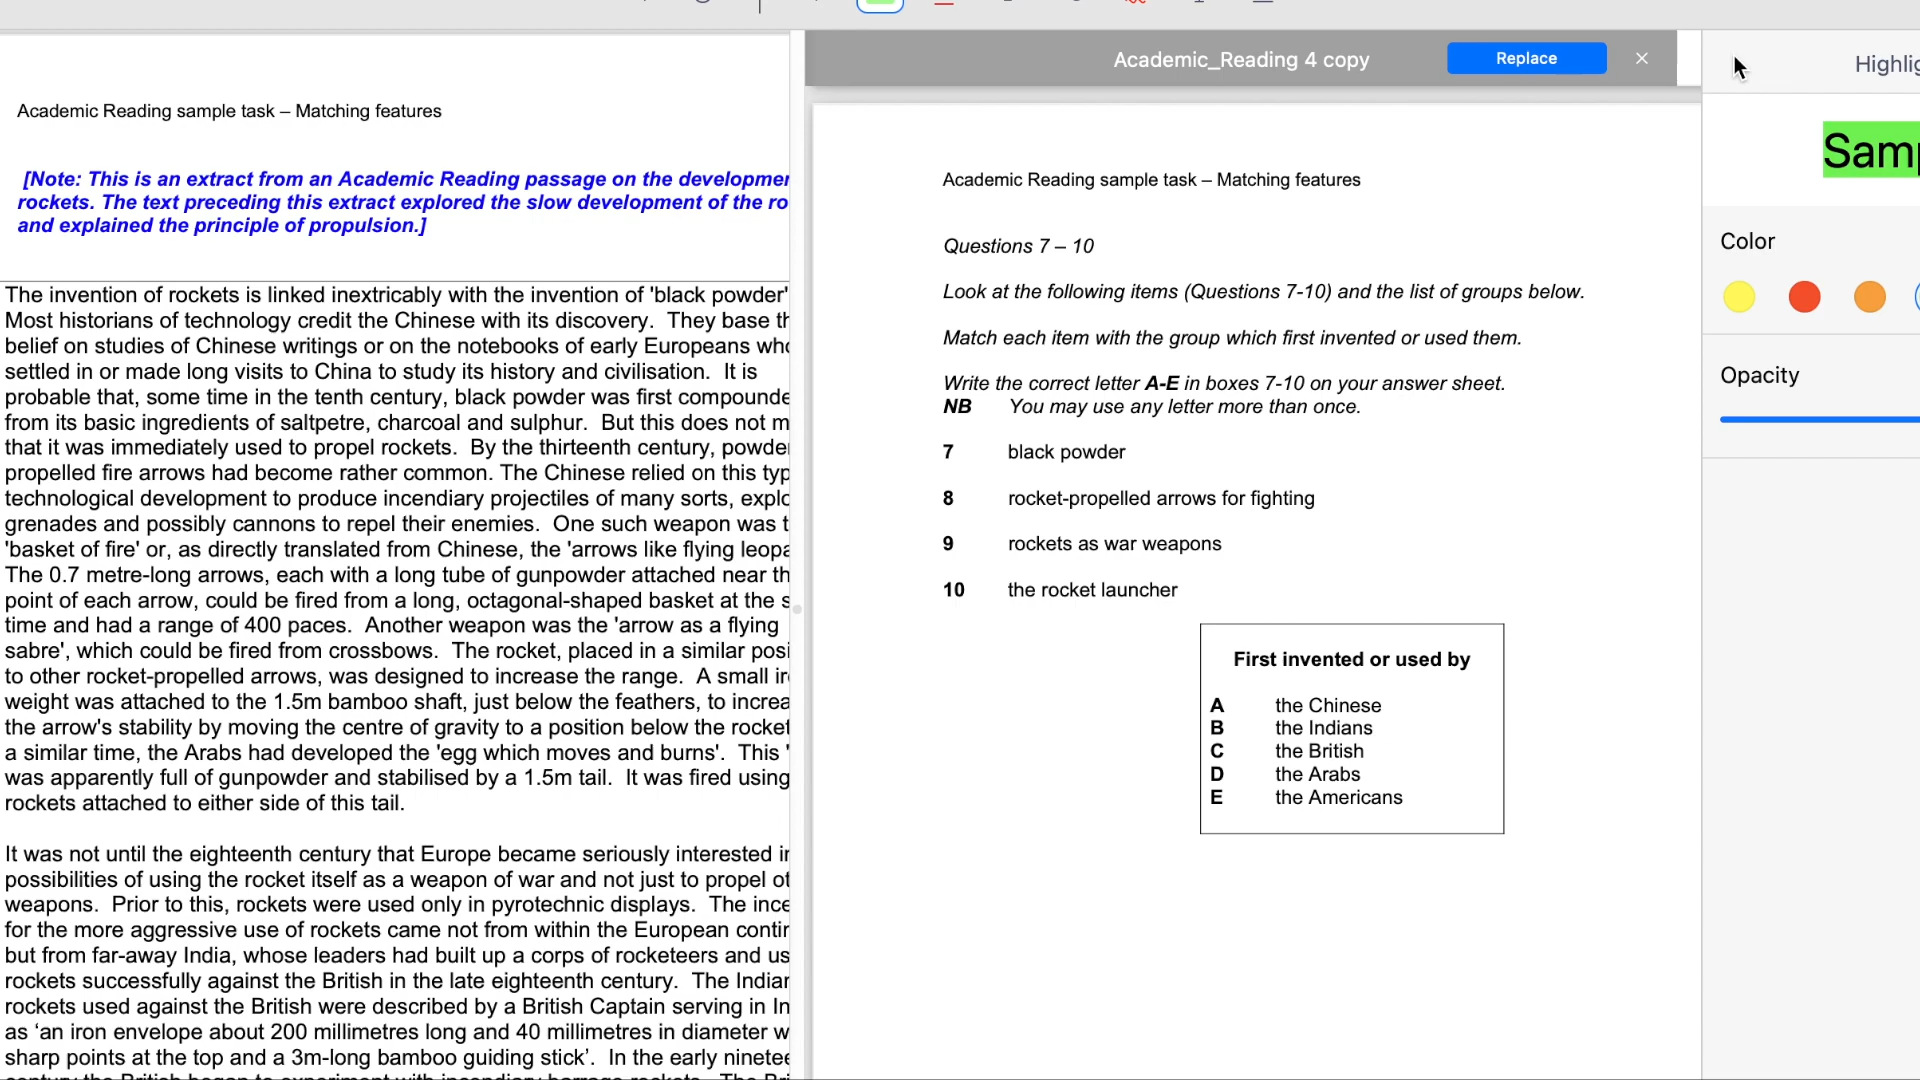 Academic Reading sample task – Matching features
[Note: This is an extract from an Academic Reading passage on the
rockets. The text preceding this extract explored the slow development of the
and explained the principle of propulsion.]
The invention of rockets is linked inextricably with the invention of 'black powder'
Most historians of technology credit the Chinese with its discovery. They base
belief on studies of Chinese writings or on the notebooks of early Europeans
settled in or made long visits to China to study its history and civilisation. It is
probable that, some time in the tenth century, black powder was first
from its basic ingredients of saltpetre, charcoal and sulphur. But this does not
that it was immediately used to propel rockets. By the thirteenth century,
propelled fire arrows had become rather common. The Chinese relied on this
technological development to produce incendiary projectiles of many sorts,
grenades and possibly cannons to repel their enemies. One such weapon was
'basket of fire' or, as directly translated from Chinese, the 'arrows like flying
The 0.7 metre-long arrows, each with a long tube of gunpowder attached near
point of each arrow, could be fired from a long, octagonal-shaped basket at the
time and had a range of 400 paces. Another weapon was the 'arrow as a flying
sabre', which could be fired from crossbows. The rocket, placed in a similar
to other rocket-propelled arrows, was designed to increase the range. A small
weight was attached to the 1.5m bamboo shaft, just below the feathers, to
the arrow's stability by moving the centre of gravity to a position below the rocket
a similar time, the Arabs had developed the 'egg which moves and burns'. This '
was apparently full of gunpowder and stabilised by a 1.5m tail. It was fired using
rockets attached to either side of this tail.
It was not until the eighteenth century that Europe became seriously interested
possibilities of using the rocket itself as a weapon of war and not just to propel
weapons. Prior to this, rockets were used only in pyrotechnic displays. The
for the more aggressive use of rockets came not from within the European
but from far-away India, whose leaders had built up a corps of rocketeers and
rockets successfully against the British in the late eighteenth century. The
rockets used against the British were described by a British Captain serving in
as ‘an iron envelope about 200 millimetres long and 40 millimetres in diameter
sharp points at the top and a 3m-long bamboo guiding stick’. In the early
Academic_Reading 4 copy
Replace
Academic Reading sample task – Matching features
Questions 7 – 10
Look at the following items (Questions 7-10) and the list of groups below.
Match each item with the group which first invented or used them.
Write the correct letter A-E in boxes 7-10 on your answer sheet.
NB You may use any letter more than once.
7 black powder
8 rocket-propelled arrows for fighting
9 rockets as war weapons
10 the rocket launcher
First invented or used by
A the Chinese
B the Indians
C the British
D the Arabs
E the Americans
Color
Opacity